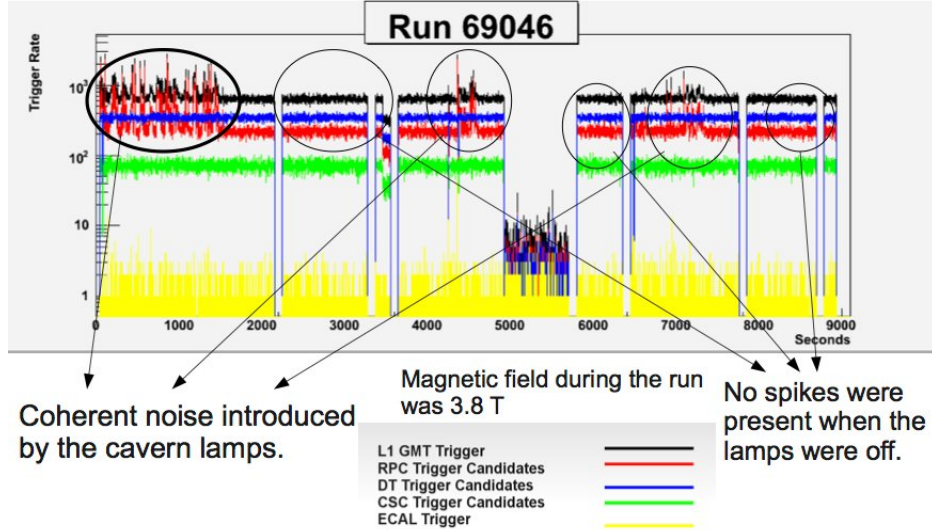 Run 69046
Trigger Rate
10³
10²
10
1
0
1000
2000
3000
4000
5000
6000
7000
8000
9000
Seconds
Coherent noise introduced
by the cavern lamps.
Magnetic field during the run
was 3.8 T
No spikes were
present when the
lamps were off.
L1 GMT Trigger
RPC Trigger Candidates
DT Trigger Candidates
CSC Trigger Candidates
ECAL Trigger